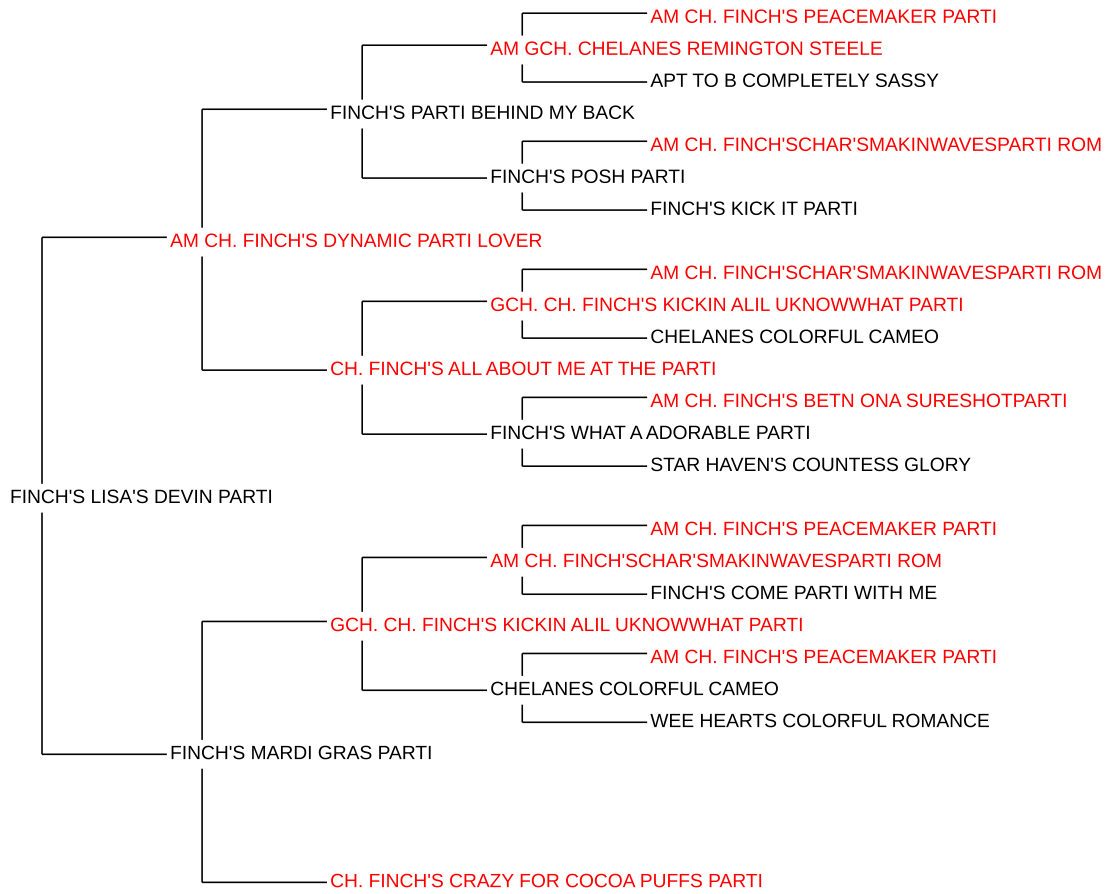 AM CH. FINCH'S PEACEMAKER PARTI
AM GCH. CHELANES REMINGTON STEELE
APT TO B COMPLETELY SASSY
FINCH'S PARTI BEHIND MY BACK
AM CH. FINCH'SCHAR'SMAKINWAVESPARTI ROM
FINCH'S POSH PARTI
FINCH'S KICK IT PARTI
AM CH. FINCH'S DYNAMIC PARTI LOVER
AM CH. FINCH'SCHAR'SMAKINWAVESPARTI ROM
GCH. CH. FINCH'S KICKIN ALIL UKNOWWHAT PARTI
CHELANES COLORFUL CAMEO
CH. FINCH'S ALL ABOUT ME AT THE PARTI
AM CH. FINCH'S BETN ONA SURESHOTPARTI
FINCH'S WHAT A ADORABLE PARTI
STAR HAVEN'S COUNTESS GLORY
FINCH'S LISA'S DEVIN PARTI
AM CH. FINCH'S PEACEMAKER PARTI
AM CH. FINCH'SCHAR'SMAKINWAVESPARTI ROM
FINCH'S COME PARTI WITH ME
GCH. CH. FINCH'S KICKIN ALIL UKNOWWHAT PARTI
AM CH. FINCH'S PEACEMAKER PARTI
CHELANES COLORFUL CAMEO
WEE HEARTS COLORFUL ROMANCE
FINCH'S MARDI GRAS PARTI
CH. FINCH'S CRAZY FOR COCOA PUFFS PARTI